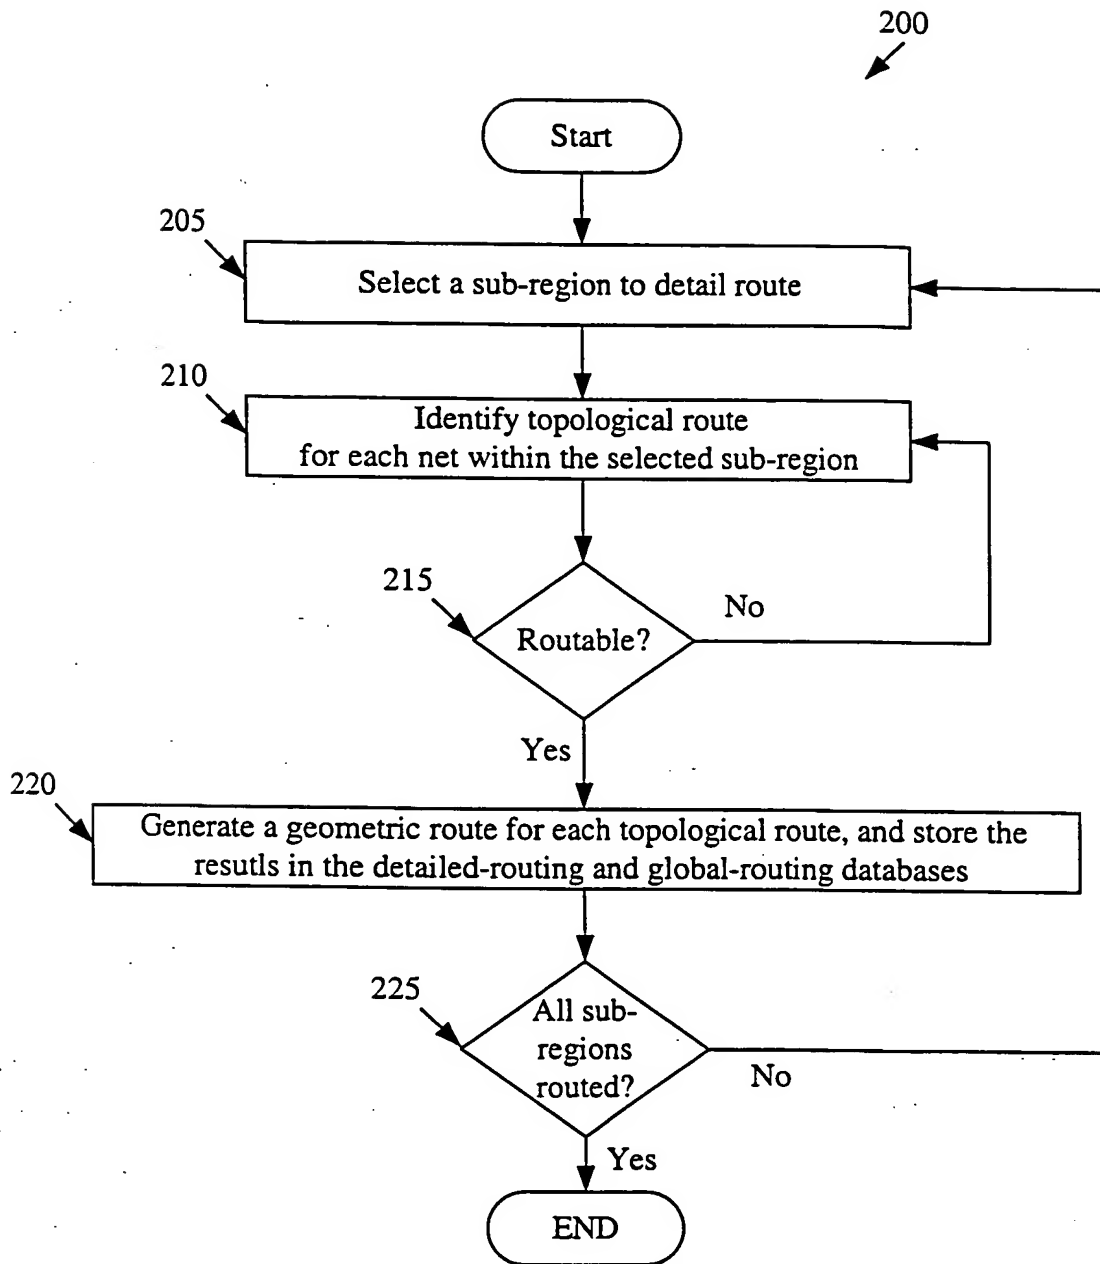 200
Start
205
Select a sub-region to detail route
210
Identify topological route
for each net within the selected sub-region
215
Routable?
No
Yes
220
Generate a geometric route for each topological route, and store the
resutls in the detailed-routing and global-routing databases
225
All sub-
regions
routed?
No
Yes
END